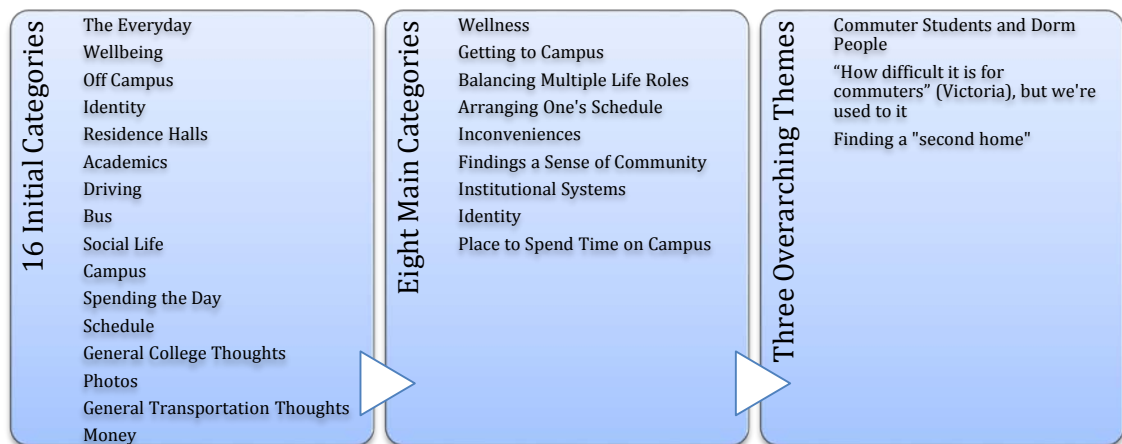 16 Initial Categories
The Everyday
Wellbeing
Off Campus
Identity
Residence Halls
Academics
Driving
Bus
Social Life
Campus
Spending the Day
Schedule
General College Thoughts
Photos
General Transportation Thoughts
Money
Eight Main Categories
Wellness
Getting to Campus
Balancing Multiple Life Roles
Arranging One's Schedule
Inconveniences
Findings a Sense of Community
Institutional Systems
Identity
Place to Spend Time on Campus
Three Overarching Themes
Commuter Students and Dorm
People
“How difficult it is for
commuters” (Victoria), but we're
used to it
Finding a "second home"